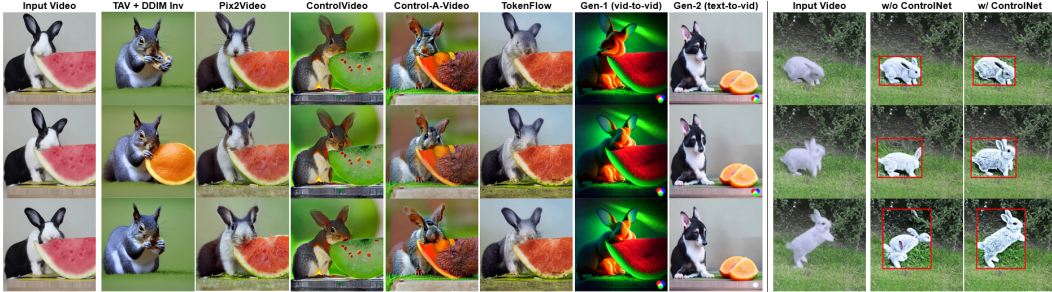 Input Video
TAV + DDIM Inv
Pix2Video
ControlVideo
Control-A-Video
TokenFlow
Gen-1 (vid-to-vid)
Gen-2 (text-to-vid)
Input Video
w/o ControlNet
w/ ControlNet